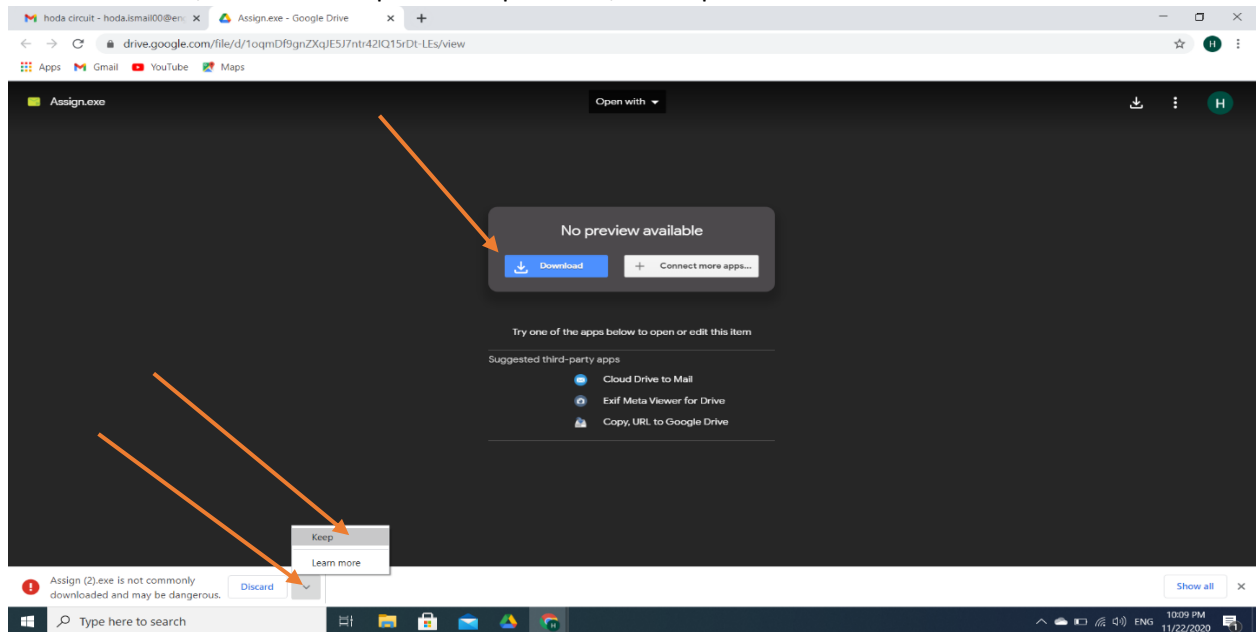 hoda circuit - hoda.ismail00@en
Assign.exe - Google Drive
drive.google.com/file/d/1oqmDf9gnZXqJE5J7ntr42IQ15rDt-LEs/view
H
Apps Gmail YouTube Maps
Assign.exe
Open with
H
No preview available
Download
+ Connect more apps...
Try one of the apps below to open or edit this item
Suggested third-party apps
Cloud Drive to Mail
Exif Meta Viewer for Drive
Copy, URL to Google Drive
Keep
Learn more
Assign (2).exe is not commonly
downloaded and may be dangerous.
Discard
Show all
Type here to search
ENG
10:09 PM
11/22/2020